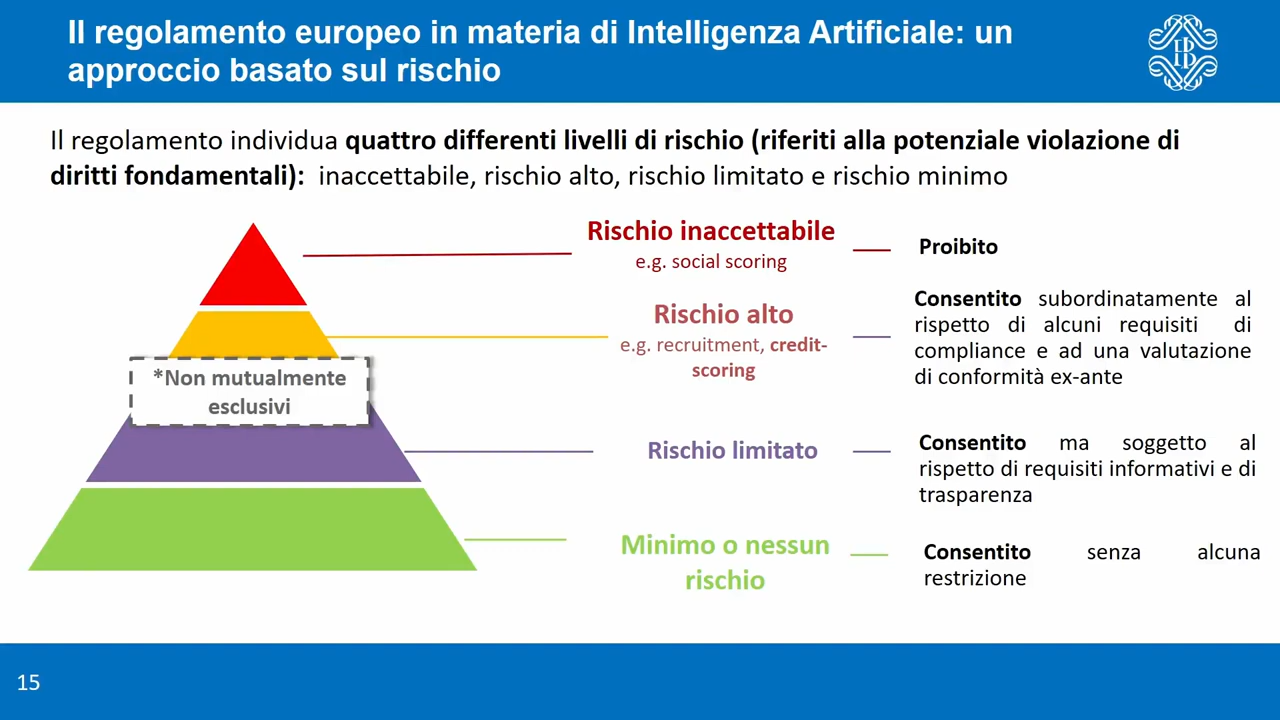 Il regolamento europeo in materia di Intelligenza Artificiale: un
approccio basato sul rischio
Il regolamento individua quattro differenti livelli di rischio (riferiti alla potenziale violazione di
diritti fondamentali): inaccettabile, rischio alto, rischio limitato e rischio minimo
Rischio inaccettabile
e.g. social scoring
Proibito
Rischio alto
e.g. recruitment, credit-
scoring
Consentito subordinatamente al
rispetto di alcuni requisiti di
compliance e ad una valutazione
di conformità ex-ante
*Non mutualmente
esclusivi
Rischio limitato
Consentito ma soggetto al
rispetto di requisiti informativi e di
trasparenza
Minimo o nessun
rischio
Consentito senza alcuna
restrizione
15